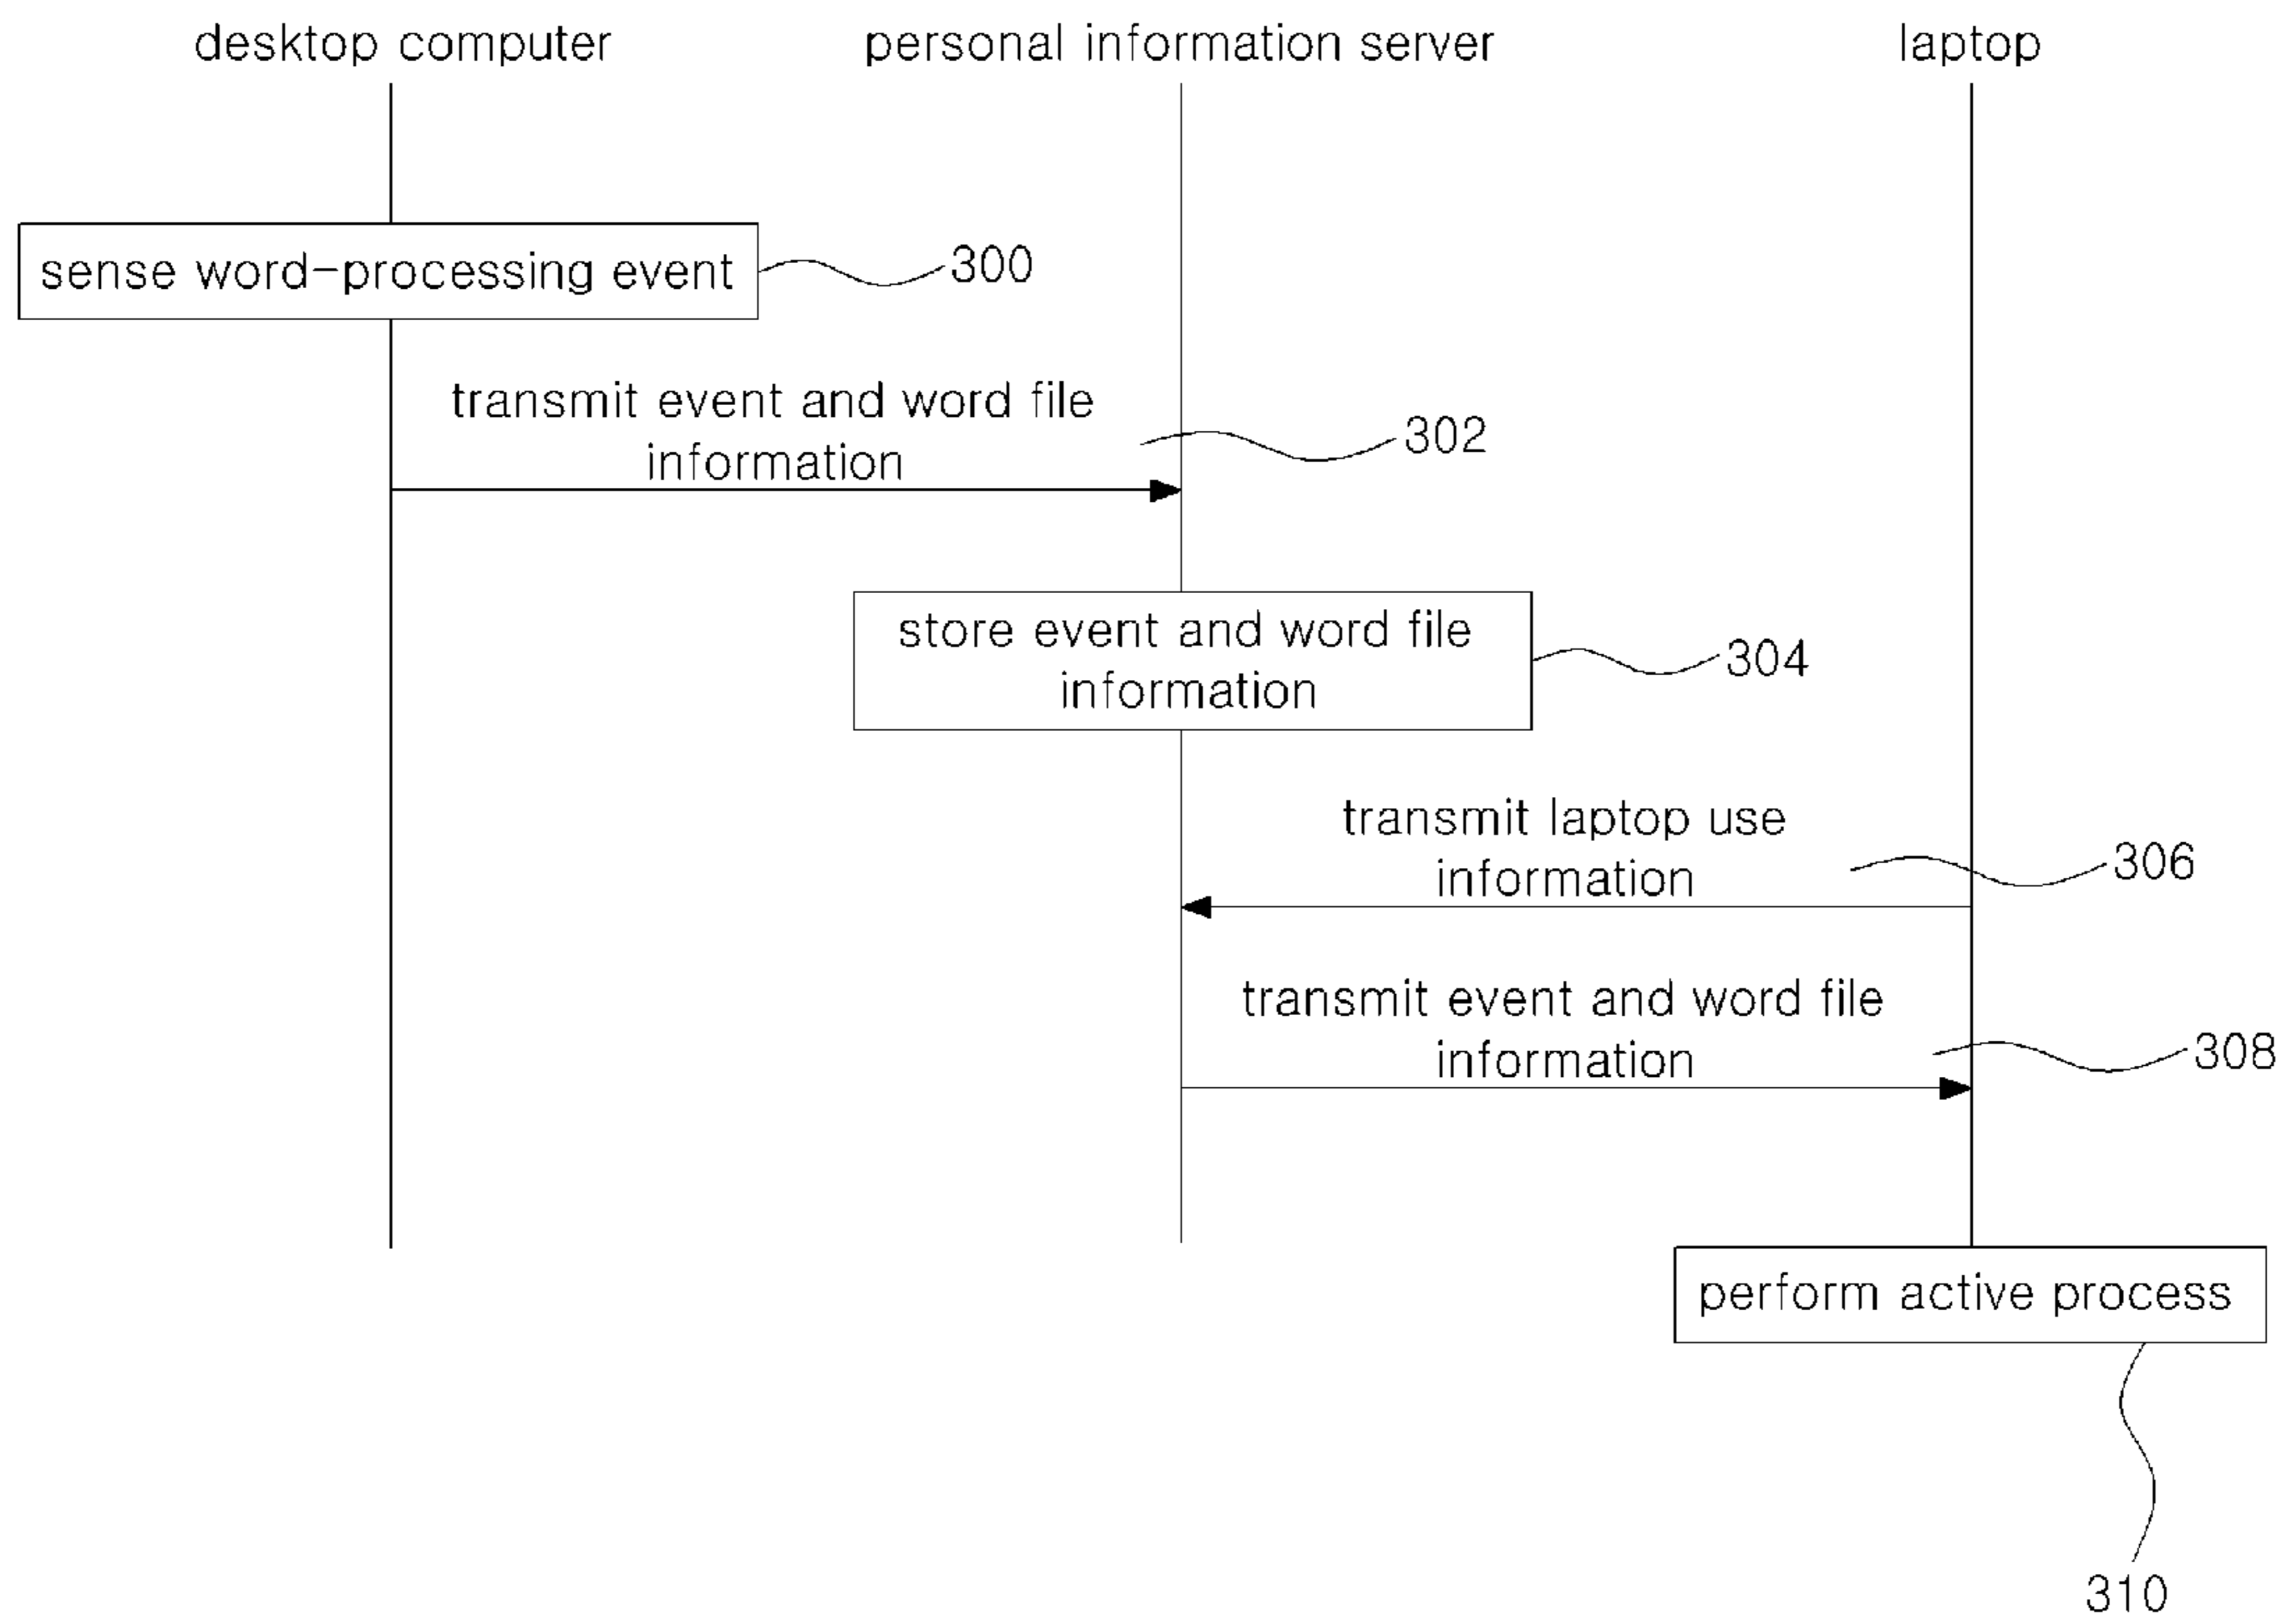 desktop computer
personal information server
laptop
sense word-processing event
300
transmit event and word file
information
302
store event and word file
information
304
transmit laptop use
information
306
transmit event and word file
information
308
perform active process
310